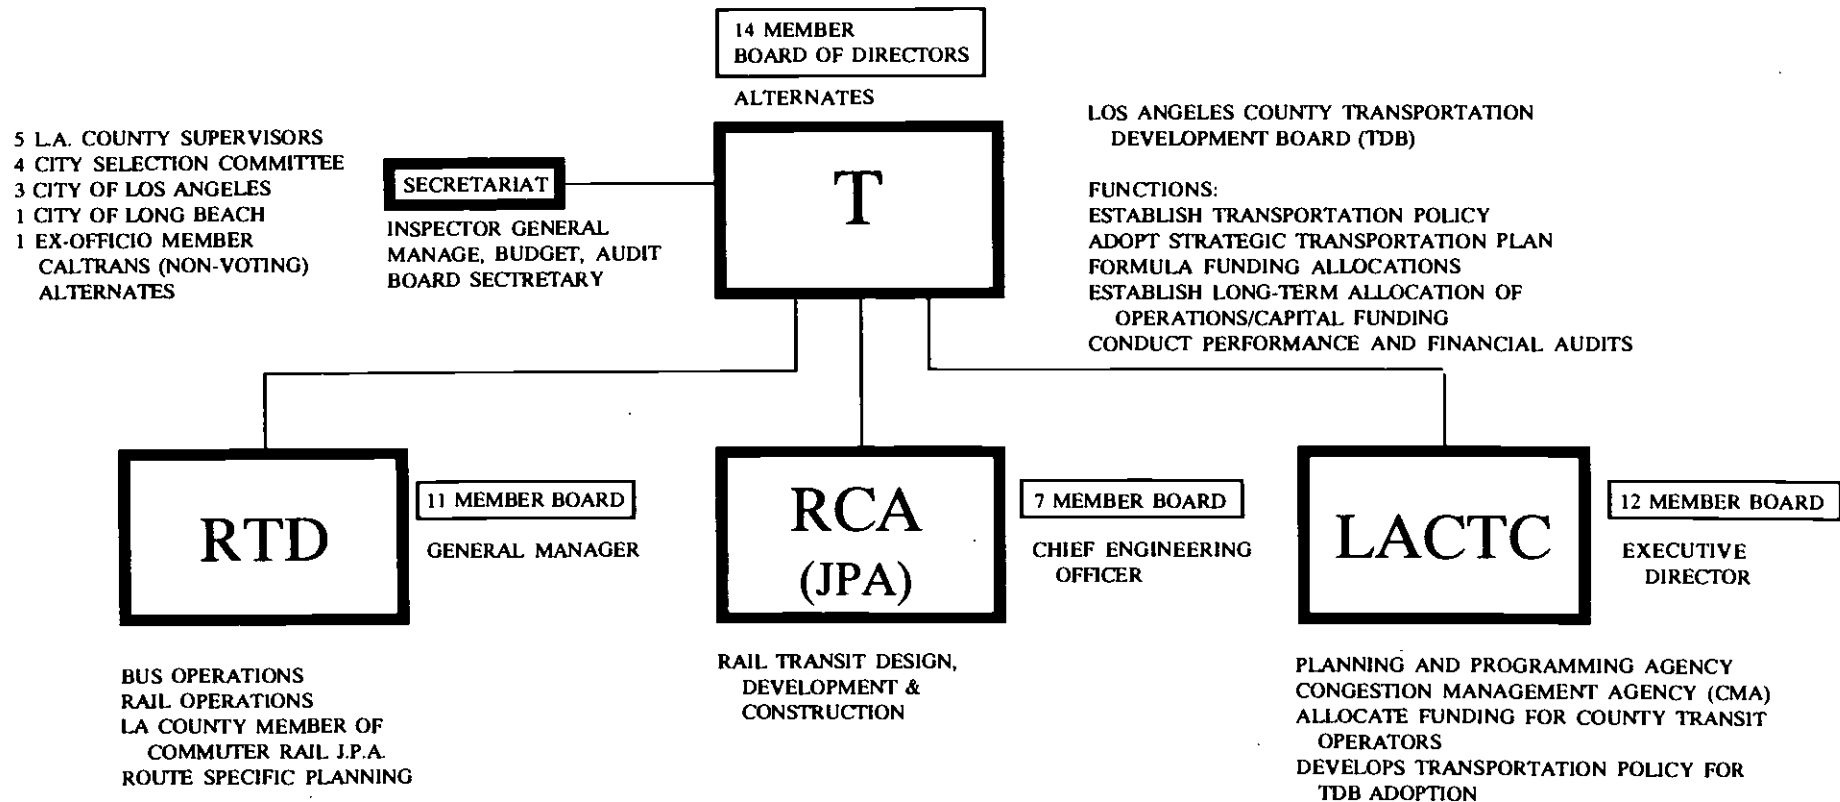 14 MEMBER
BOARD OF DIRECTORS
ALTERNATES
5 L.A. COUNTY SUPERVISORS
4 CITY SELECTION COMMITTEE
3 CITY OF LOS ANGELES
1 CITY OF LONG BEACH
1 EX-OFFICIO MEMBER
CALTRANS (NON-VOTING)
ALTERNATES
SECRETARIAT
INSPECTOR GENERAL
MANAGE, BUDGET, AUDIT
BOARD SECTRETARY
T
LOS ANGELES COUNTY TRANSPORTATION
DEVELOPMENT BOARD (TDB)
FUNCTIONS:
ESTABLISH TRANSPORTATION POLICY
ADOPT STRATEGIC TRANSPORTATION PLAN
FORMULA FUNDING ALLOCATIONS
ESTABLISH LONG-TERM ALLOCATION OF
OPERATIONS/CAPITAL FUNDING
CONDUCT PERFORMANCE AND FINANCIAL AUDITS
RTD
11 MEMBER BOARD
GENERAL MANAGER
BUS OPERATIONS
RAIL OPERATIONS
LA COUNTY MEMBER OF
COMMUTER RAIL J.P.A.
ROUTE SPECIFIC PLANNING
RCA
(JPA)
7 MEMBER BOARD
CHIEF ENGINEERING
OFFICER
RAIL TRANSIT DESIGN,
DEVELOPMENT &
CONSTRUCTION
LACTC
12 MEMBER BOARD
EXECUTIVE
DIRECTOR
PLANNING AND PROGRAMMING AGENCY
CONGESTION MANAGEMENT AGENCY (CMA)
ALLOCATE FUNDING FOR COUNTY TRANSIT
OPERATORS
DEVELOPS TRANSPORTATION POLICY FOR
TDB ADOPTION